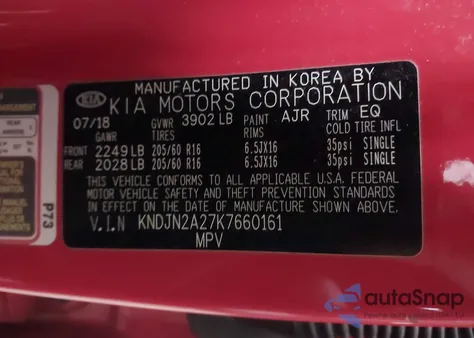 MANUFACTURED IN KOREA BY
KIA KIA MOTORS CORPORATION
07/18 GVWR 3902 LB PAINT AJR TRIM EQ
GAWR TIRES RIMS COLD TIRE INFL
FRONT 2249 LB 205/60 R16 6.5JX16 35psi SINGLE
REAR 2028 LB 205/60 R16 6.5JX16 35psi SINGLE
THIS VEHICLE CONFORMS TO ALL APPLICABLE U.S.A. FEDERAL
MOTOR VEHICLE SAFETY AND THEFT PREVENTION STANDARDS
IN EFFECT ON THE DATE OF MANUFACTURE SHOWN ABOVE.
V.I.N KNDJN2A27K7660161
MPV
P73
autoSnap